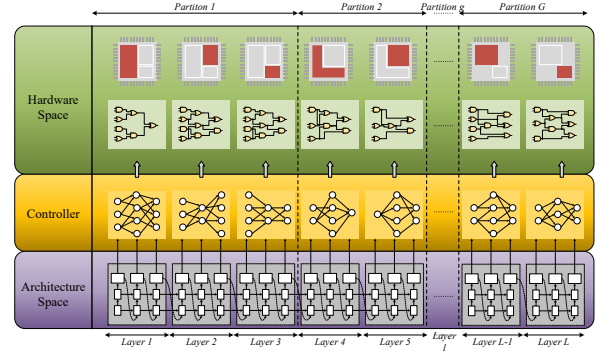 Partiton 1
Partition 2
Partition g
Partition G
Hardware
Space
Controller
Architecture
Space
Layer 1
Layer 2
Layer 3
Layer 4
Layer 5
Layer
l
Layer L-1
Layer L